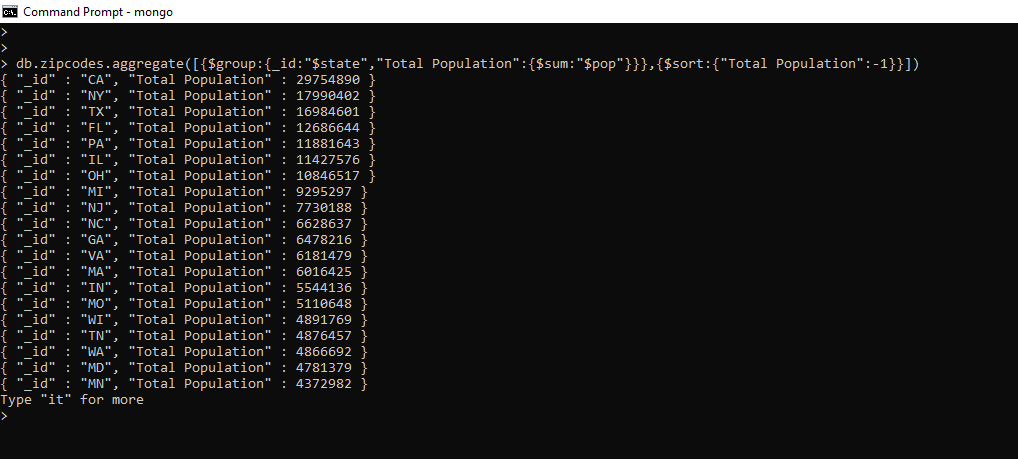 Command Prompt - mongo
>
>
> db.zipcodes.aggregate([{$group:{_id:"$state","Total Population":{$sum:"$pop"}}},{$sort:{"Total Population":-1}}])
{ "_id" : "CA", "Total Population" : 29754890 }
{ "_id" : "NY", "Total Population" : 17990402 }
{ "_id" : "TX", "Total Population" : 16984601 }
{ "_id" : "FL", "Total Population" : 12686644 }
{ "_id" : "PA", "Total Population" : 11881643 }
{ "_id" : "IL", "Total Population" : 11427576 }
{ "_id" : "OH", "Total Population" : 10846517 }
{ "_id" : "MI", "Total Population" : 9295297 }
{ "_id" : "NJ", "Total Population" : 7730188 }
{ "_id" : "NC", "Total Population" : 6628637 }
{ "_id" : "GA", "Total Population" : 6478216 }
{ "_id" : "VA", "Total Population" : 6181479 }
{ "_id" : "MA", "Total Population" : 6016425 }
{ "_id" : "IN", "Total Population" : 5544136 }
{ "_id" : "MO", "Total Population" : 5110648 }
{ "_id" : "WI", "Total Population" : 4891769 }
{ "_id" : "TN", "Total Population" : 4876457 }
{ "_id" : "WA", "Total Population" : 4866692 }
{ "_id" : "MD", "Total Population" : 4781379 }
{ "_id" : "MN", "Total Population" : 4372982 }
Type "it" for more
>